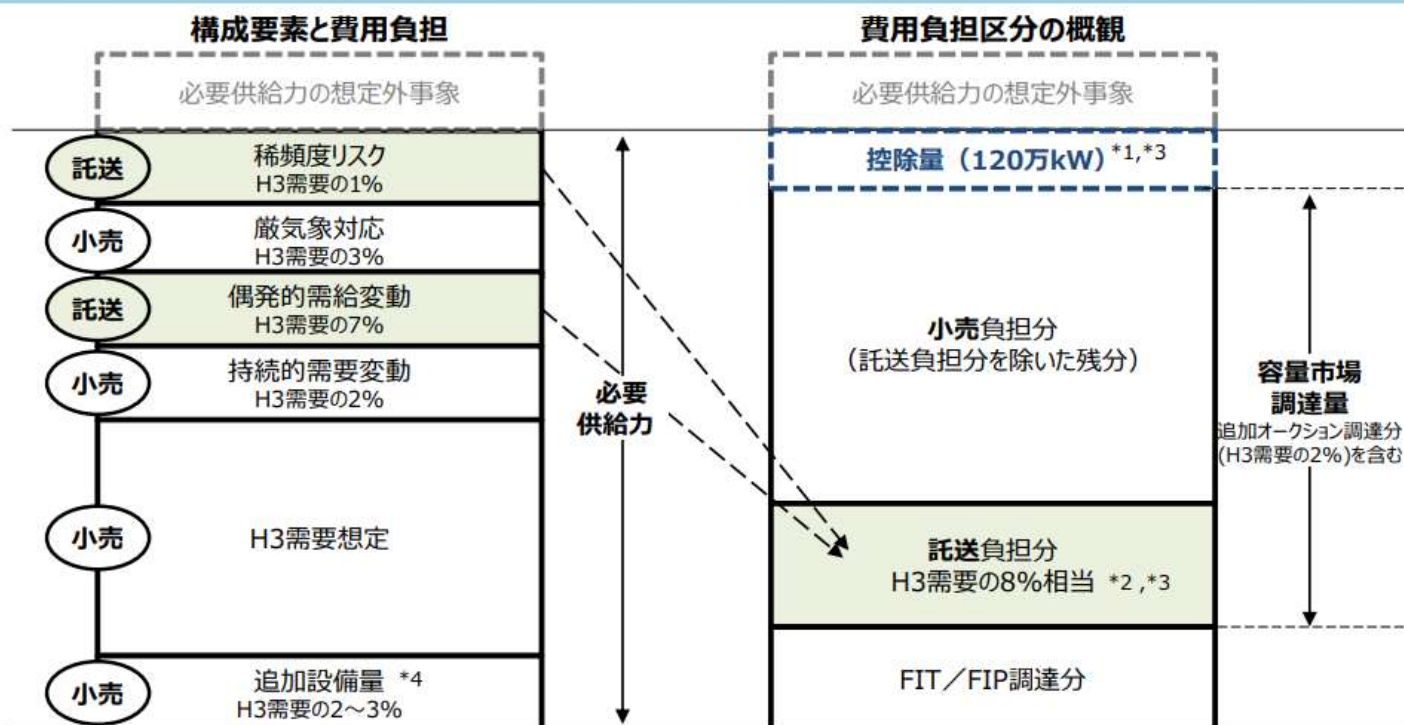 構成要素と費用負担
必要供給力の想定外事象
託送
稀頻度リスク
H3需要の1%
小売
厳気象対応
H3需要の3%
託送
偶発的需給変動
H3需要の7%
小売
持続的需要変動
H3需要の2%
小売
H3需要想定
小売
追加設備量 *4
H3需要の2～3%
必要
供給力
費用負担区分の概観
必要供給力の想定外事象
控除量（120万kW）*1,*3
小売負担分
（託送負担分を除いた残分）
託送負担分
H3需要の8%相当 *2 ,*3
FIT／FIP調達分
容量市場
調達量
追加オークション調達分
(H3需要の2%)を含む